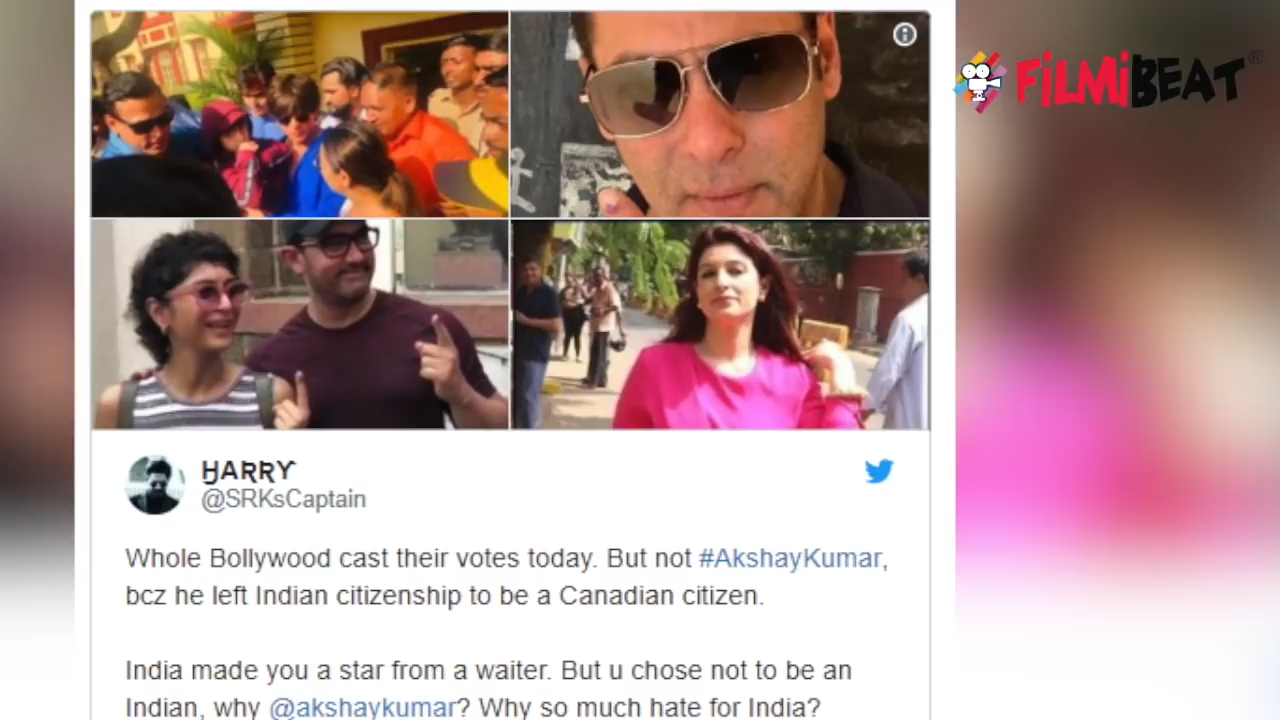 FiLMiBEAT®
HARRY
@SRKsCaptain
Whole Bollywood cast their votes today. But not #AkshayKumar,
bcz he left Indian citizenship to be a Canadian citizen.
India made you a star from a waiter. But u chose not to be an
Indian, why @akshaykumar? Why so much hate for India?